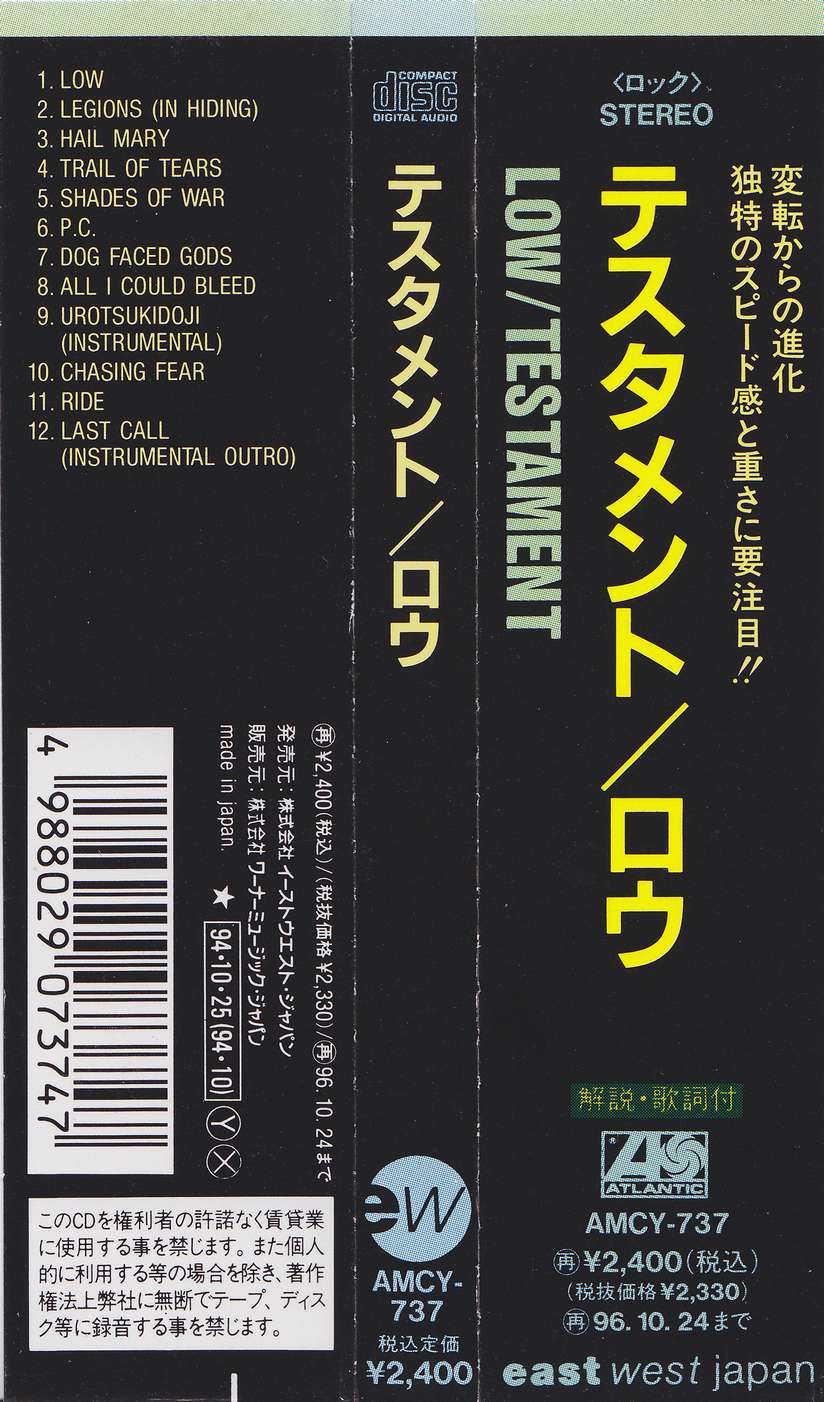 1. LOW
2. LEGIONS (IN HIDING)
3. HAIL MARY
4. TRAIL OF TEARS
5. SHADES OF WAR
6. P.C.
7. DOG FACED GODS
8. ALL I COULD BLEED
9. UROTSUKIDOJI
(INSTRUMENTAL)
10. CHASING FEAR
11. RIDE
12. LAST CALL
(INSTRUMENTAL OUTRO)
㊢¥2,400(税込)/(税抜価格¥2,330)/㊢96.10.24まで
発売元:株式会社イーストウエスト・ジャパン
販売元:株式会社ワーナーミュージック・ジャパン
made in japan.
★ 94・10・25(94・10) Ⓨ Ⓧ
4 988029 073747
このCDを権利者の許諾なく賃貸業
に使用する事を禁じます。また個人
的に利用する等の場合を除き、著作
権法上弊社に無断でテープ、ディス
ク等に録音する事を禁じます。
COMPACT
disc
DIGITAL AUDIO
テスタメント/ロウ
ew
AMCY-
737
税込定価
¥2,400
〈ロック〉
STEREO
変転からの進化
独特のスピード感と重さに要注目!!
テスタメント/ロウ
LOW/TESTAMENT
解説・歌詞付
ATLANTIC
AMCY-737
再¥2,400(税込)
(税抜価格¥2,330)
再96.10.24まで
east west japan